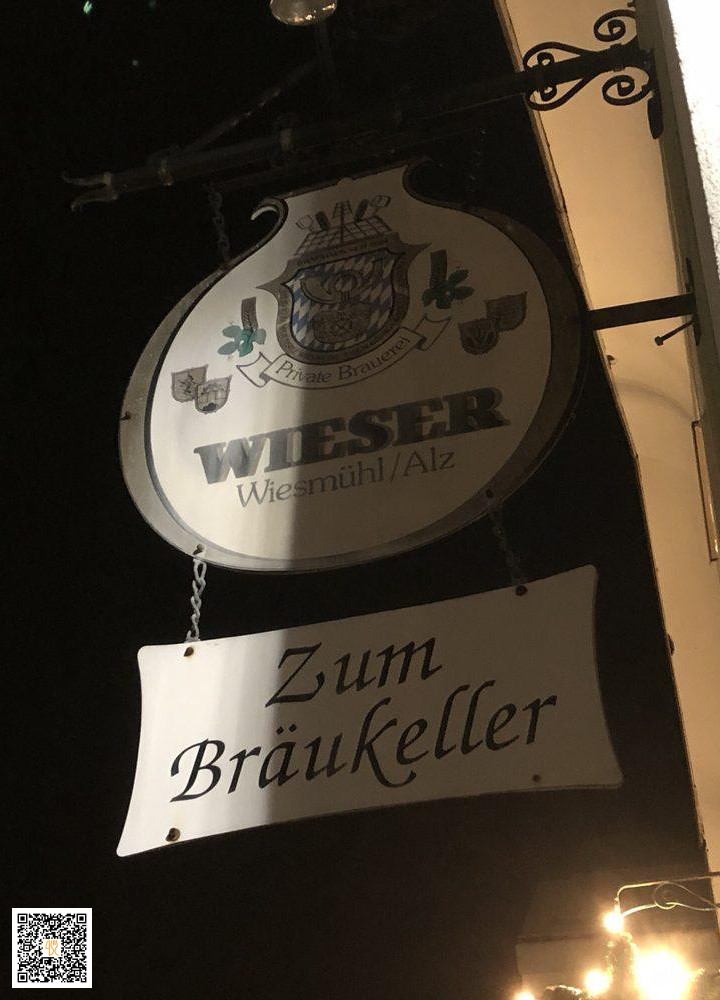 Private Brauerei
WIESER
Wiesmühl/Alz
Zum
Bräukeller